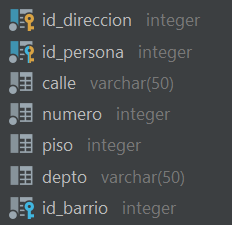 id_direccion integer
id_persona integer
calle varchar(50)
numero integer
piso integer
depto varchar(50)
id_barrio integer